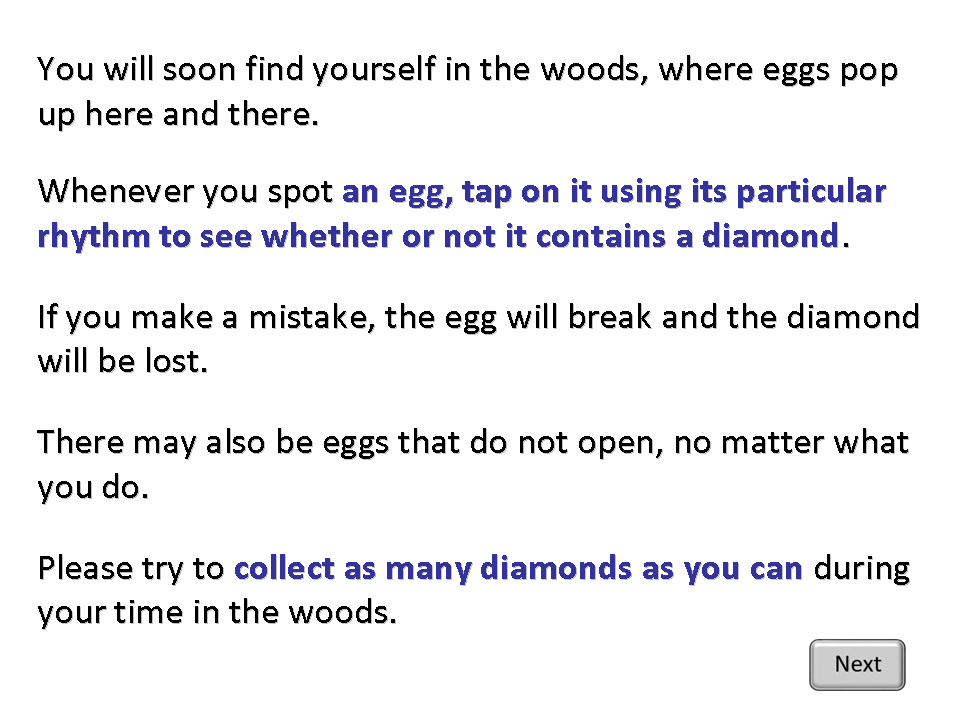 You will soon find yourself in the woods, where eggs pop
up here and there.
Whenever you spot an egg, tap on it using its particular
rhythm to see whether or not it contains a diamond.
If you make a mistake, the egg will break and the diamond
will be lost.
There may also be eggs that do not open, no matter what
you do.
Please try to collect as many diamonds as you can during
your time in the woods.
Next